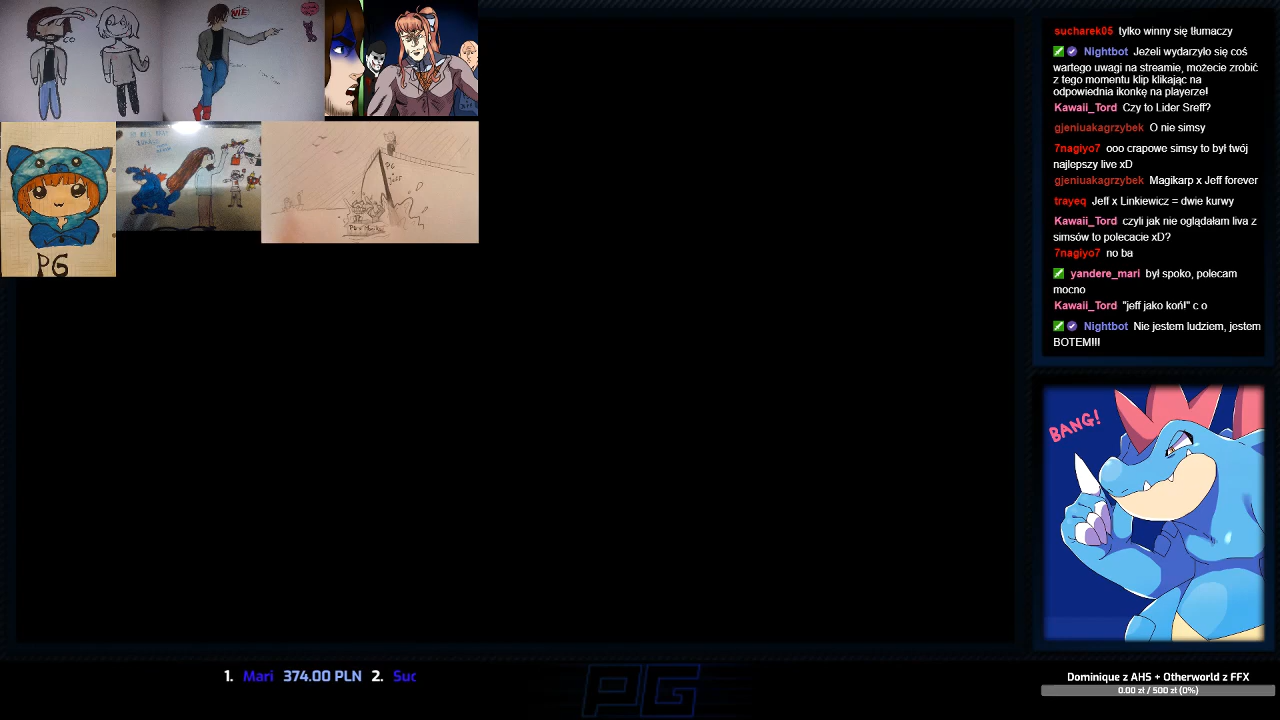 NIE
PG
sucharek05 tylko winny się tłumaczy
Nightbot Jeżeli wydarzyło się coś
wartego uwagi na streamie, możecie zrobić
z tego momentu klip klikając na
odpowiednia ikonkę na playerze!
Kawaii_Tord Czy to Lider Sreff?
gjeniuakagrzybek O nie simsy
7nagiyo7 ooo crapowe simsy to był twój
najlepszy live xD
gjeniuakagrzybek Magikarp x Jeff forever
trayeq Jeff x Linkiewicz = dwie kurwy
Kawaii_Tord czyli jak nie oglądałam liva z
simsów to polecacie xD?
7nagiyo7 no ba
yandere_mari był spoko, polecam
mocno
Kawaii_Tord "jeff jako koń!" c o
Nightbot Nie jestem ludziem, jestem
BOTEM!!!
BANG!
1. Mari 374.00 PLN 2. Suc
PG
Dominique z AHS + Otherworld z FFX
0.00 zł / 500 zł (0%)